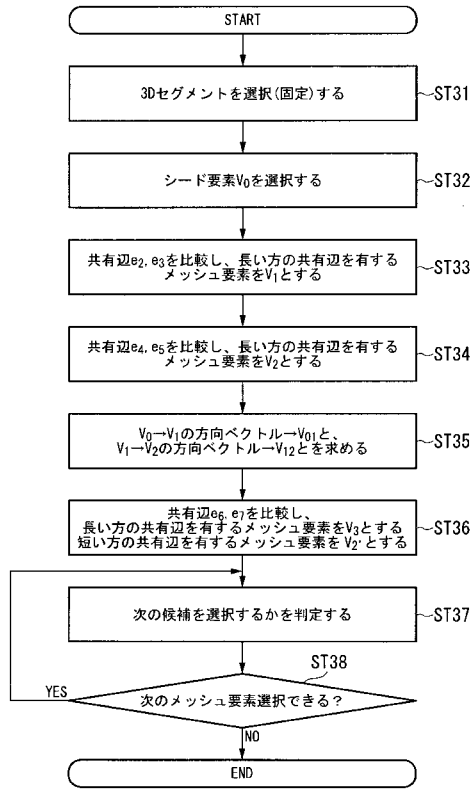 START
3Dセグメントを選択(固定)する
ST31
シード要素V0を選択する
ST32
共有辺e2,e3を比較し、長い方の共有辺を有する
メッシュ要素をV1とする
ST33
共有辺e4,e5を比較し、長い方の共有辺を有する
メッシュ要素をV2とする
ST34
V0→V1の方向ベクトル→V01と、
V1→V2の方向ベクトル→V12とを求める
ST35
共有辺e6,e7を比較し、
長い方の共有辺を有するメッシュ要素をV3とする
短い方の共有辺を有するメッシュ要素を V2'とする
ST36
次の候補を選択するかを判定する
ST37
ST38
次のメッシュ要素選択できる?
YES
NO
END